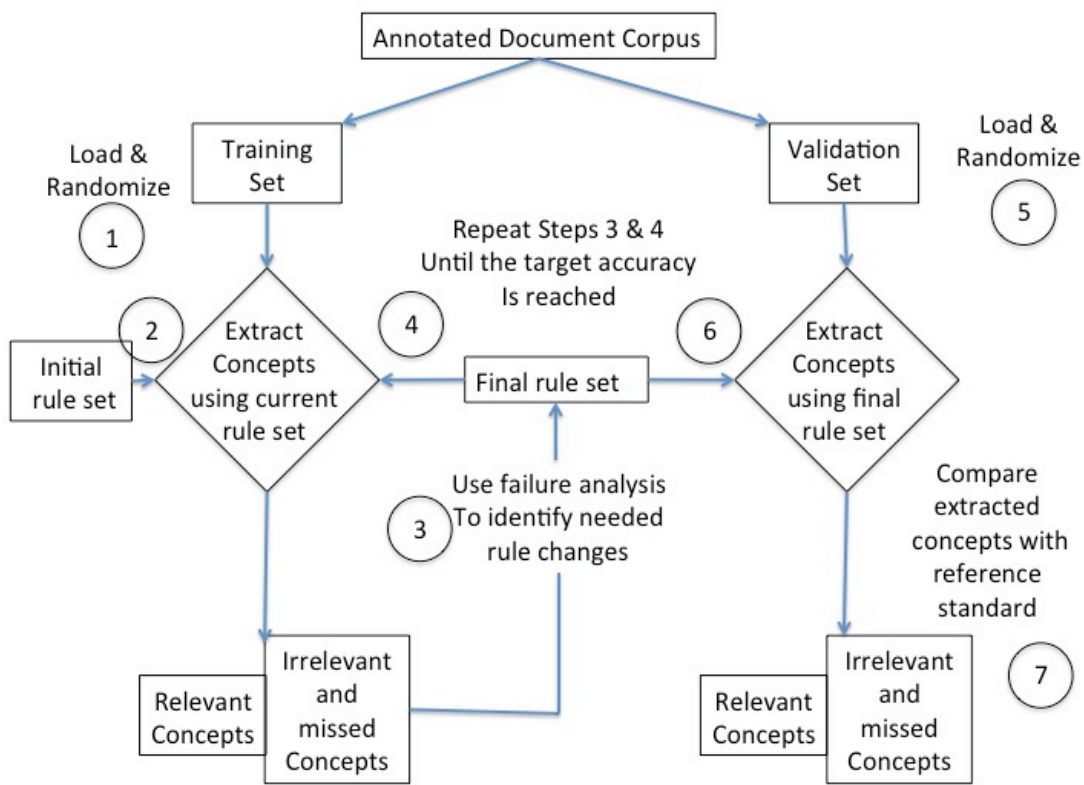 Annotated Document Corpus
Load &
Randomize
1
Training
Set
Validation
Set
Load &
Randomize
5
Repeat Steps 3 & 4
Until the target accuracy
Is reached
2
Initial
rule set
Extract
Concepts
using current
rule set
4
Final rule set
6
Extract
Concepts
using final
rule set
3
Use failure analysis
To identify needed
rule changes
Compare
extracted
concepts with
reference
standard
7
Relevant
Concepts
Irrelevant
and
missed
Concepts
Relevant
Concepts
Irrelevant
and
missed
Concepts